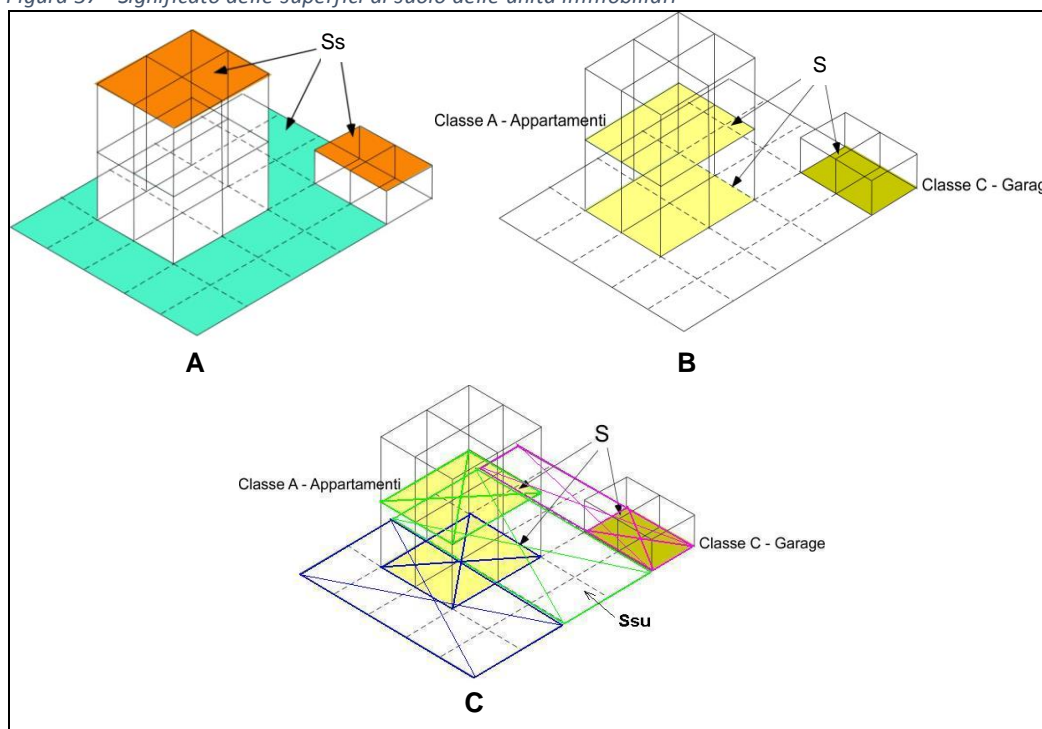 Figura 37 - Significato delle superfici al suolo delle unità immobiliari
Ss
S
Classe A - Appartamenti
Classe C - Garag
A
B
S
Classe A - Appartamenti
Classe C - Garage
Ssu
C